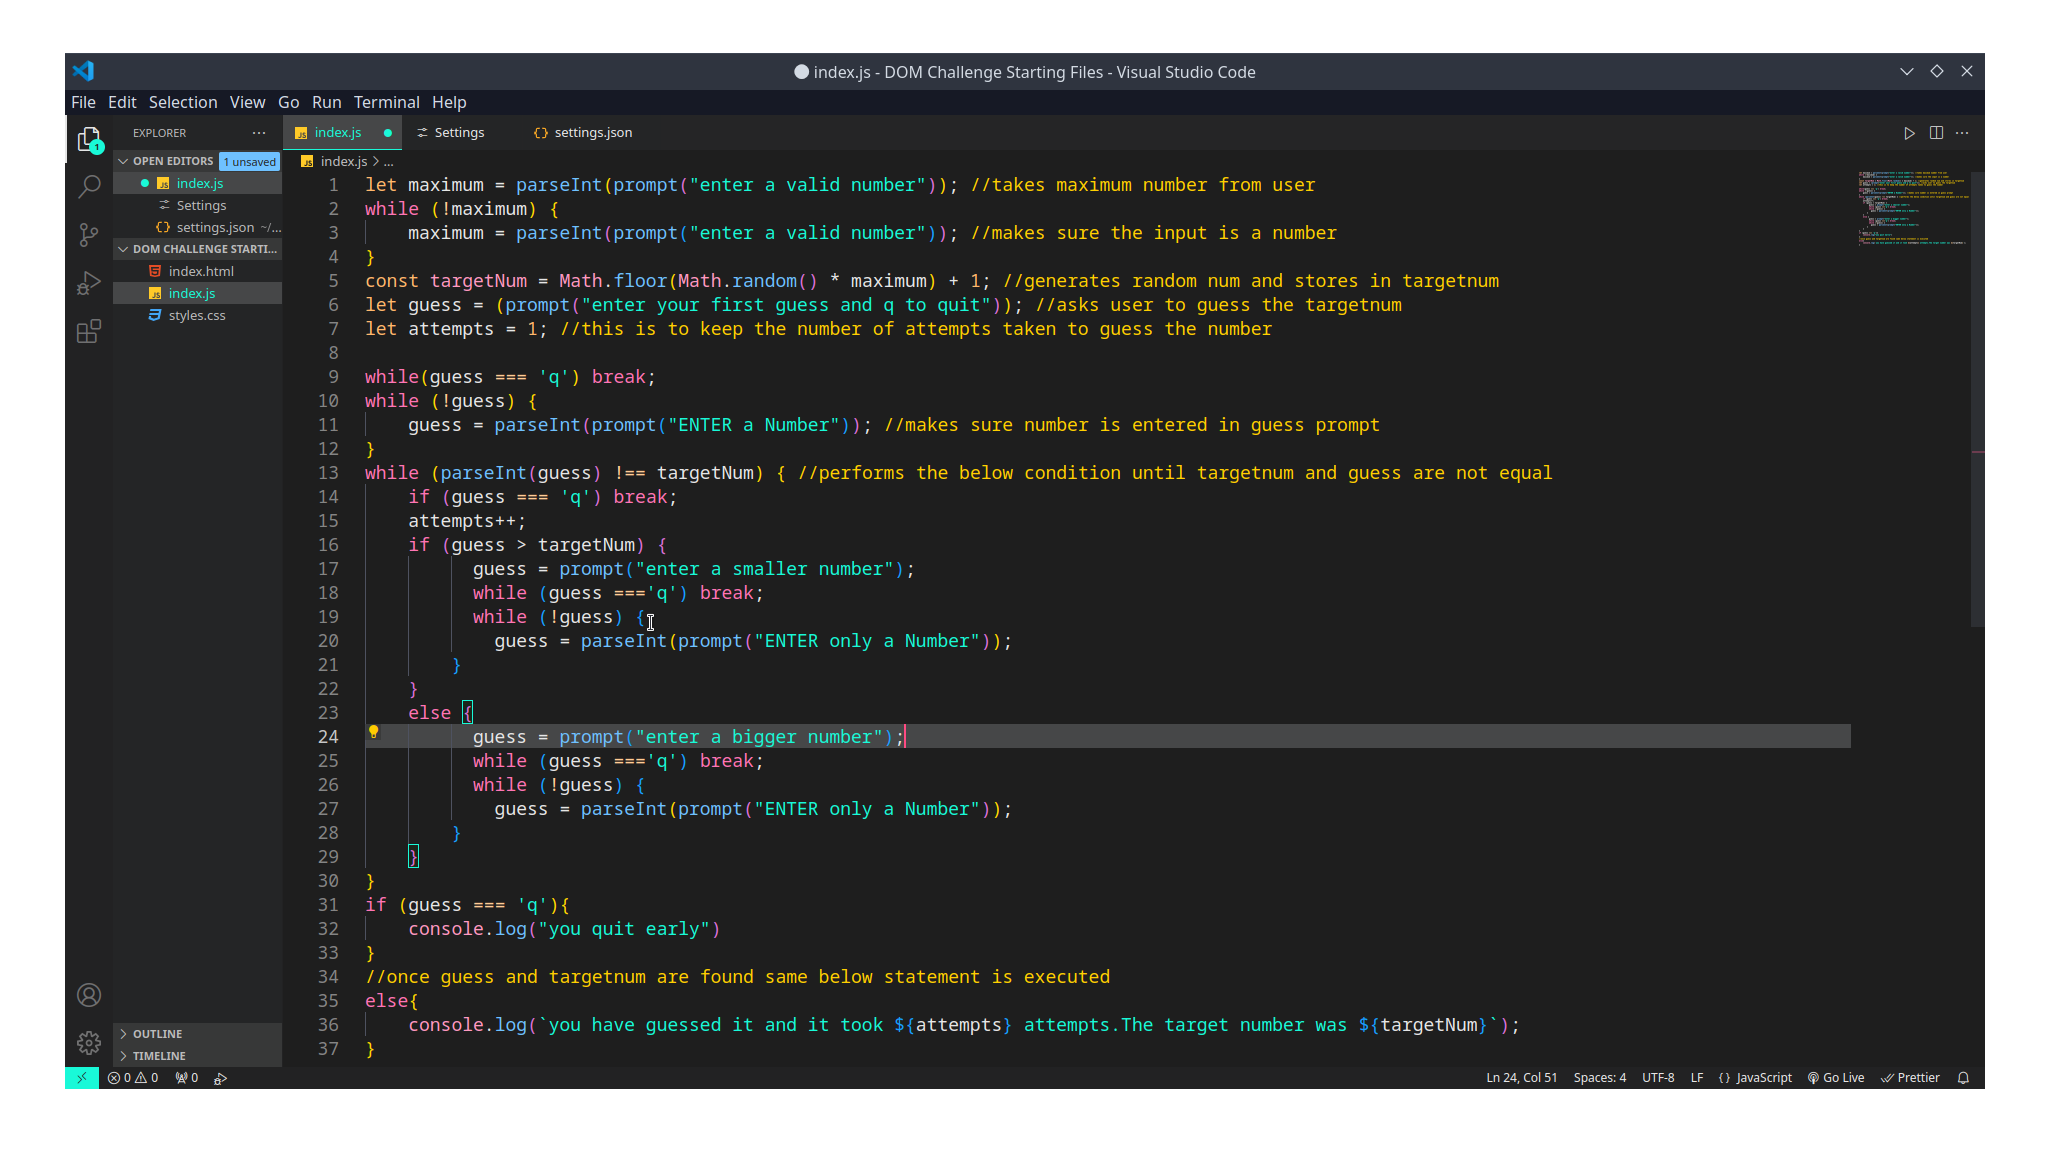 index.js - DOM Challenge Starting Files - Visual Studio Code
File Edit Selection View Go Run Terminal Help
EXPLORER ···
index.js
Settings
settings.json
1
OPEN EDITORS 1 unsaved
index.js
Settings
settings.json ~/...
DOM CHALLENGE STARTI...
index.html
index.js
styles.css
OUTLINE
TIMELINE
index.js > ...
1 let maximum = parseInt(prompt("enter a valid number")); //takes maximum number from user
2 while (!maximum) {
3 maximum = parseInt(prompt("enter a valid number")); //makes sure the input is a number
4 }
5 const targetNum = Math.floor(Math.random() * maximum) + 1; //generates random num and stores in targetnum
6 let guess = (prompt("enter your first guess and q to quit")); //asks user to guess the targetnum
7 let attempts = 1; //this is to keep the number of attempts taken to guess the number
8
9 while(guess === 'q') break;
10 while (!guess) {
11 guess = parseInt(prompt("ENTER a Number")); //makes sure number is entered in guess prompt
12 }
13 while (parseInt(guess) !== targetNum) { //performs the below condition until targetnum and guess are not equal
14 if (guess === 'q') break;
15 attempts++;
16 if (guess > targetNum) {
17 guess = prompt("enter a smaller number");
18 while (guess ==='q') break;
19 while (!guess) {
20 guess = parseInt(prompt("ENTER only a Number"));
21 }
22 }
23 else {
24 guess = prompt("enter a bigger number");
25 while (guess ==='q') break;
26 while (!guess) {
27 guess = parseInt(prompt("ENTER only a Number"));
28 }
29 }
30 }
31 if (guess === 'q'){
32 console.log("you quit early")
33 }
34 //once guess and targetnum are found same below statement is executed
35 else{
36 console.log(`you have guessed it and it took ${attempts} attempts.The target number was ${targetNum}`);
37 }
0 0 0 Ln 24, Col 51 Spaces: 4 UTF-8 LF {} JavaScript Go Live Prettier